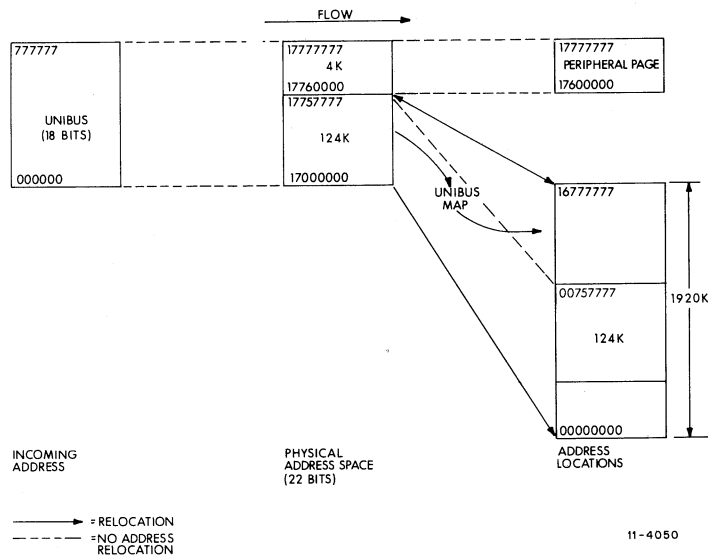 FLOW
777777
UNIBUS
(18 BITS)
000000
17777777
4K
17760000
17757777
124K
17000000
17777777
PERIPHERAL PAGE
17600000
UNIBUS
MAP
16777777
00757777
124K
00000000
1920K
INCOMING
ADDRESS
PHYSICAL
ADDRESS SPACE
(22 BITS)
ADDRESS
LOCATIONS
= RELOCATION
= NO ADDRESS
RELOCATION
11-4050